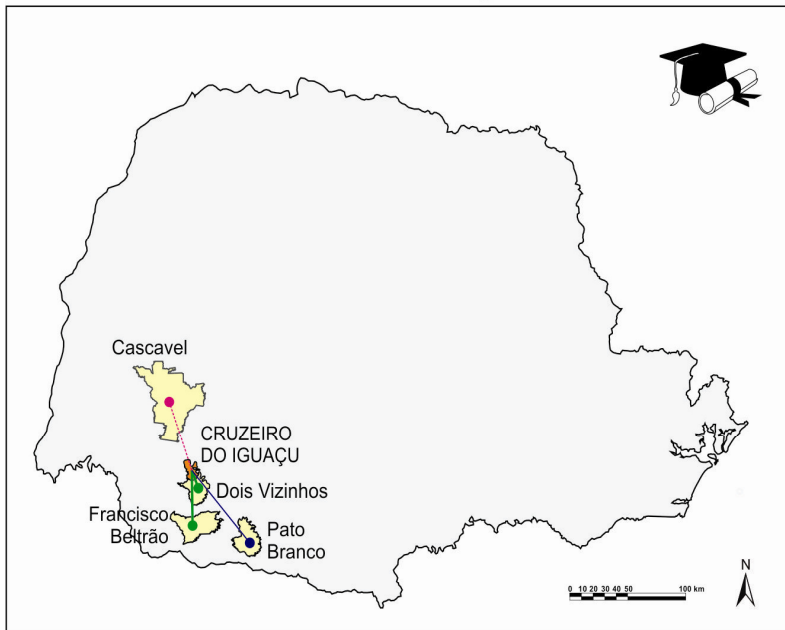 Cascavel
CRUZEIRO
DO IGUAÇU
Dois Vizinhos
Francisco
Beltrão
Pato
Branco
N
0 10 20 30 40 50 100 km